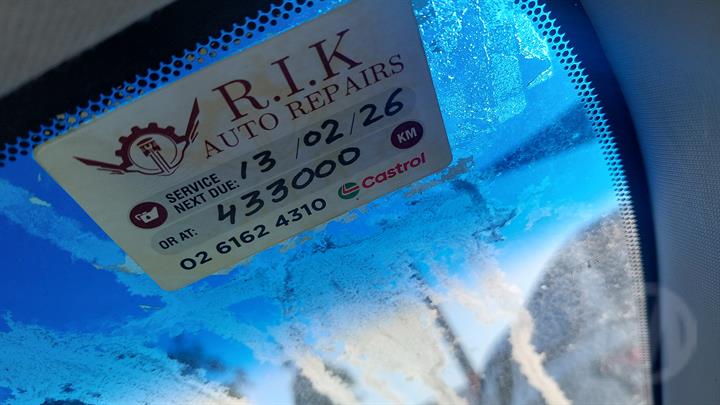 R.I.K
AUTO REPAIRS
SERVICE
NEXT DUE: 13/02/26
OR AT: 433000 KM
02 6162 4310 Castrol